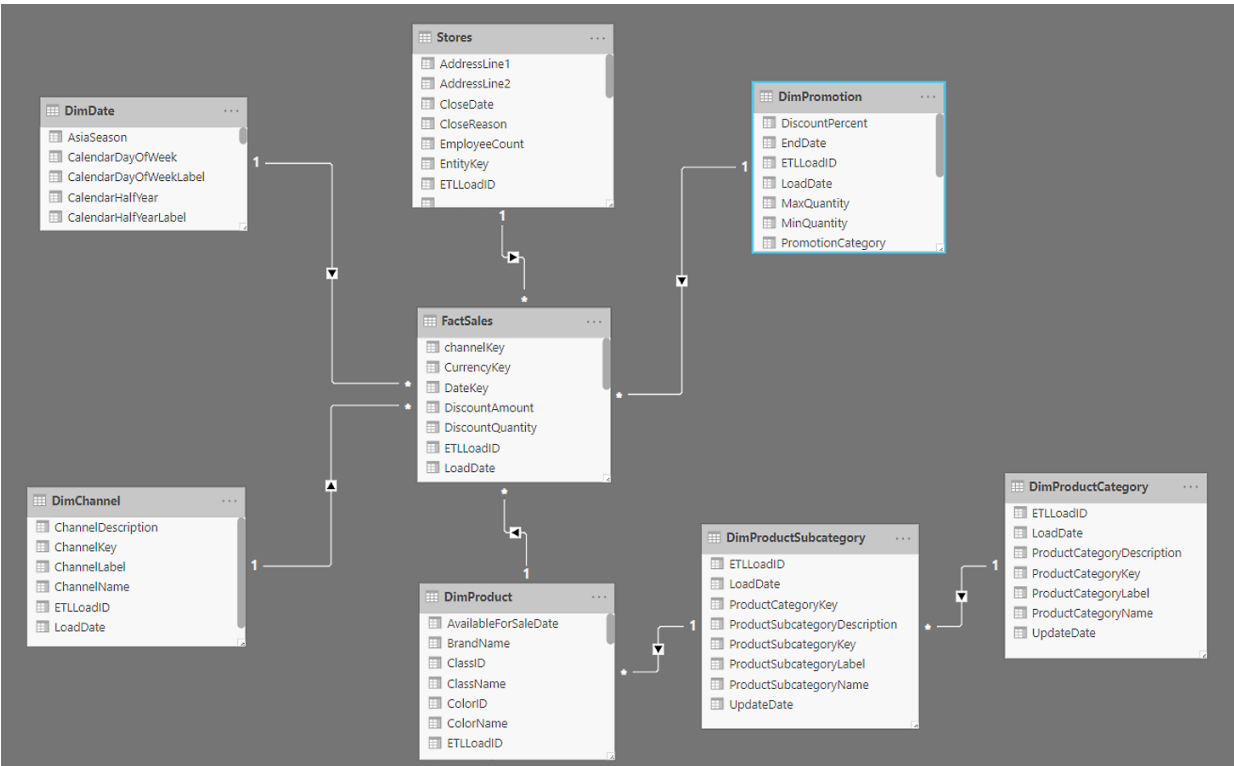 Stores
AddressLine1
AddressLine2
CloseDate
CloseReason
EmployeeCount
EntityKey
ETLLoadID
1
DimDate
AsiaSeason
CalendarDayOfWeek
CalendarDayOfWeekLabel
CalendarHalfYear
CalendarHalfYearLabel
1
DimPromotion
DiscountPercent
EndDate
ETLLoadID
LoadDate
MaxQuantity
MinQuantity
PromotionCategory
1
*
FactSales
channelKey
CurrencyKey
DateKey
DiscountAmount
DiscountQuantity
ETLLoadID
LoadDate
*
*
*
*
DimChannel
ChannelDescription
ChannelKey
ChannelLabel
ChannelName
ETLLoadID
LoadDate
1
1
DimProduct
AvailableForSaleDate
BrandName
ClassID
ClassName
ColorID
ColorName
ETLLoadID
*
1
DimProductSubcategory
ETLLoadID
LoadDate
ProductCategoryKey
ProductSubcategoryDescription
ProductSubcategoryKey
ProductSubcategoryLabel
ProductSubcategoryName
UpdateDate
*
1
DimProductCategory
ETLLoadID
LoadDate
ProductCategoryDescription
ProductCategoryKey
ProductCategoryLabel
ProductCategoryName
UpdateDate